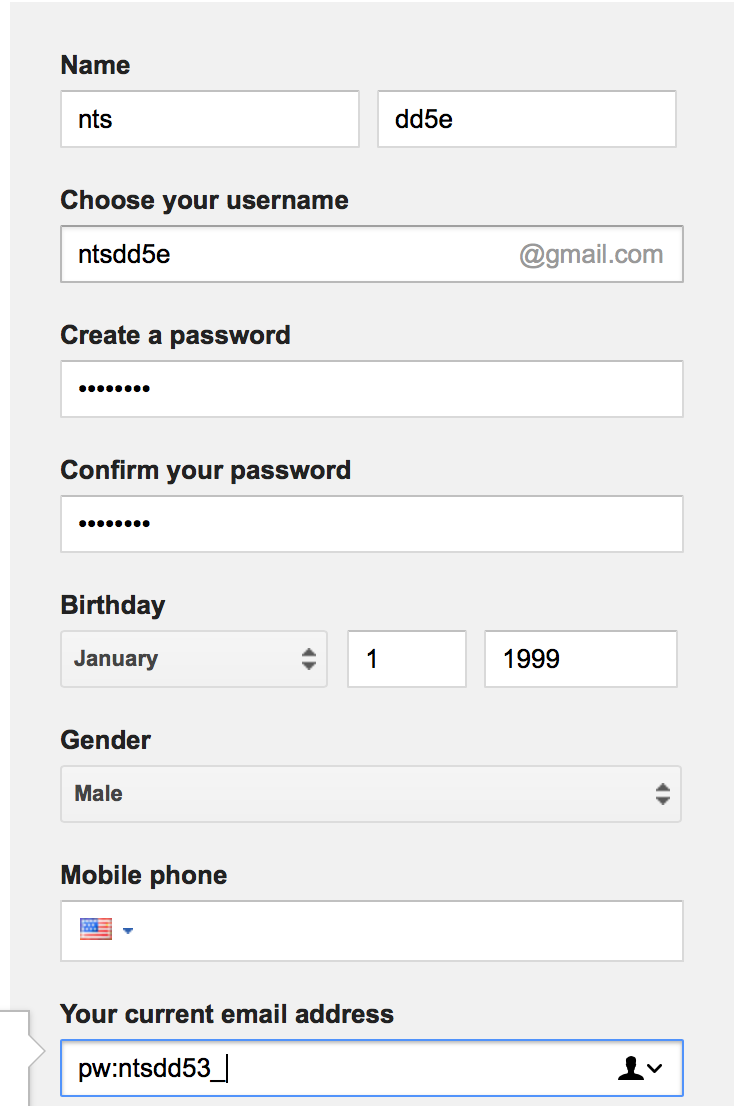 Name
nts dd5e
Choose your username
ntsdd5e @gmail.com
Create a password
••••••••
Confirm your password
••••••••
Birthday
January 1 1999
Gender
Male
Mobile phone
Your current email address
pw:ntsdd53_